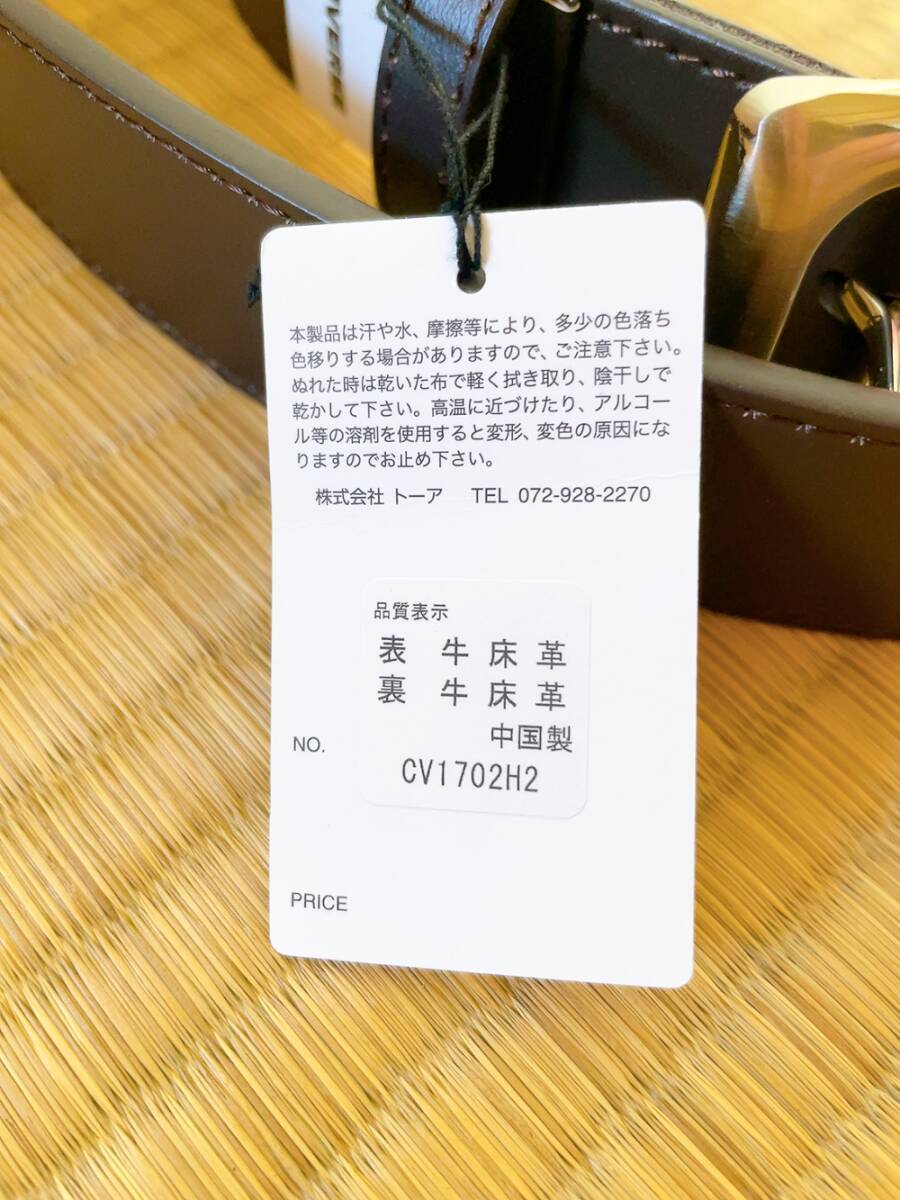 VERSE
本製品は汗や水、摩擦等により、多少の色落ち
色移りする場合がありますので、ご注意下さい。
ぬれた時は乾いた布で軽く拭き取り、陰干しで
乾かして下さい。高温に近づけたり、アルコー
ル等の溶剤を使用すると変形、変色の原因にな
りますのでお止め下さい。
株式会社 トーア TEL 072-928-2270
品質表示
表 牛床革
裏 牛床革
中国製
NO.
CV1702H2
PRICE